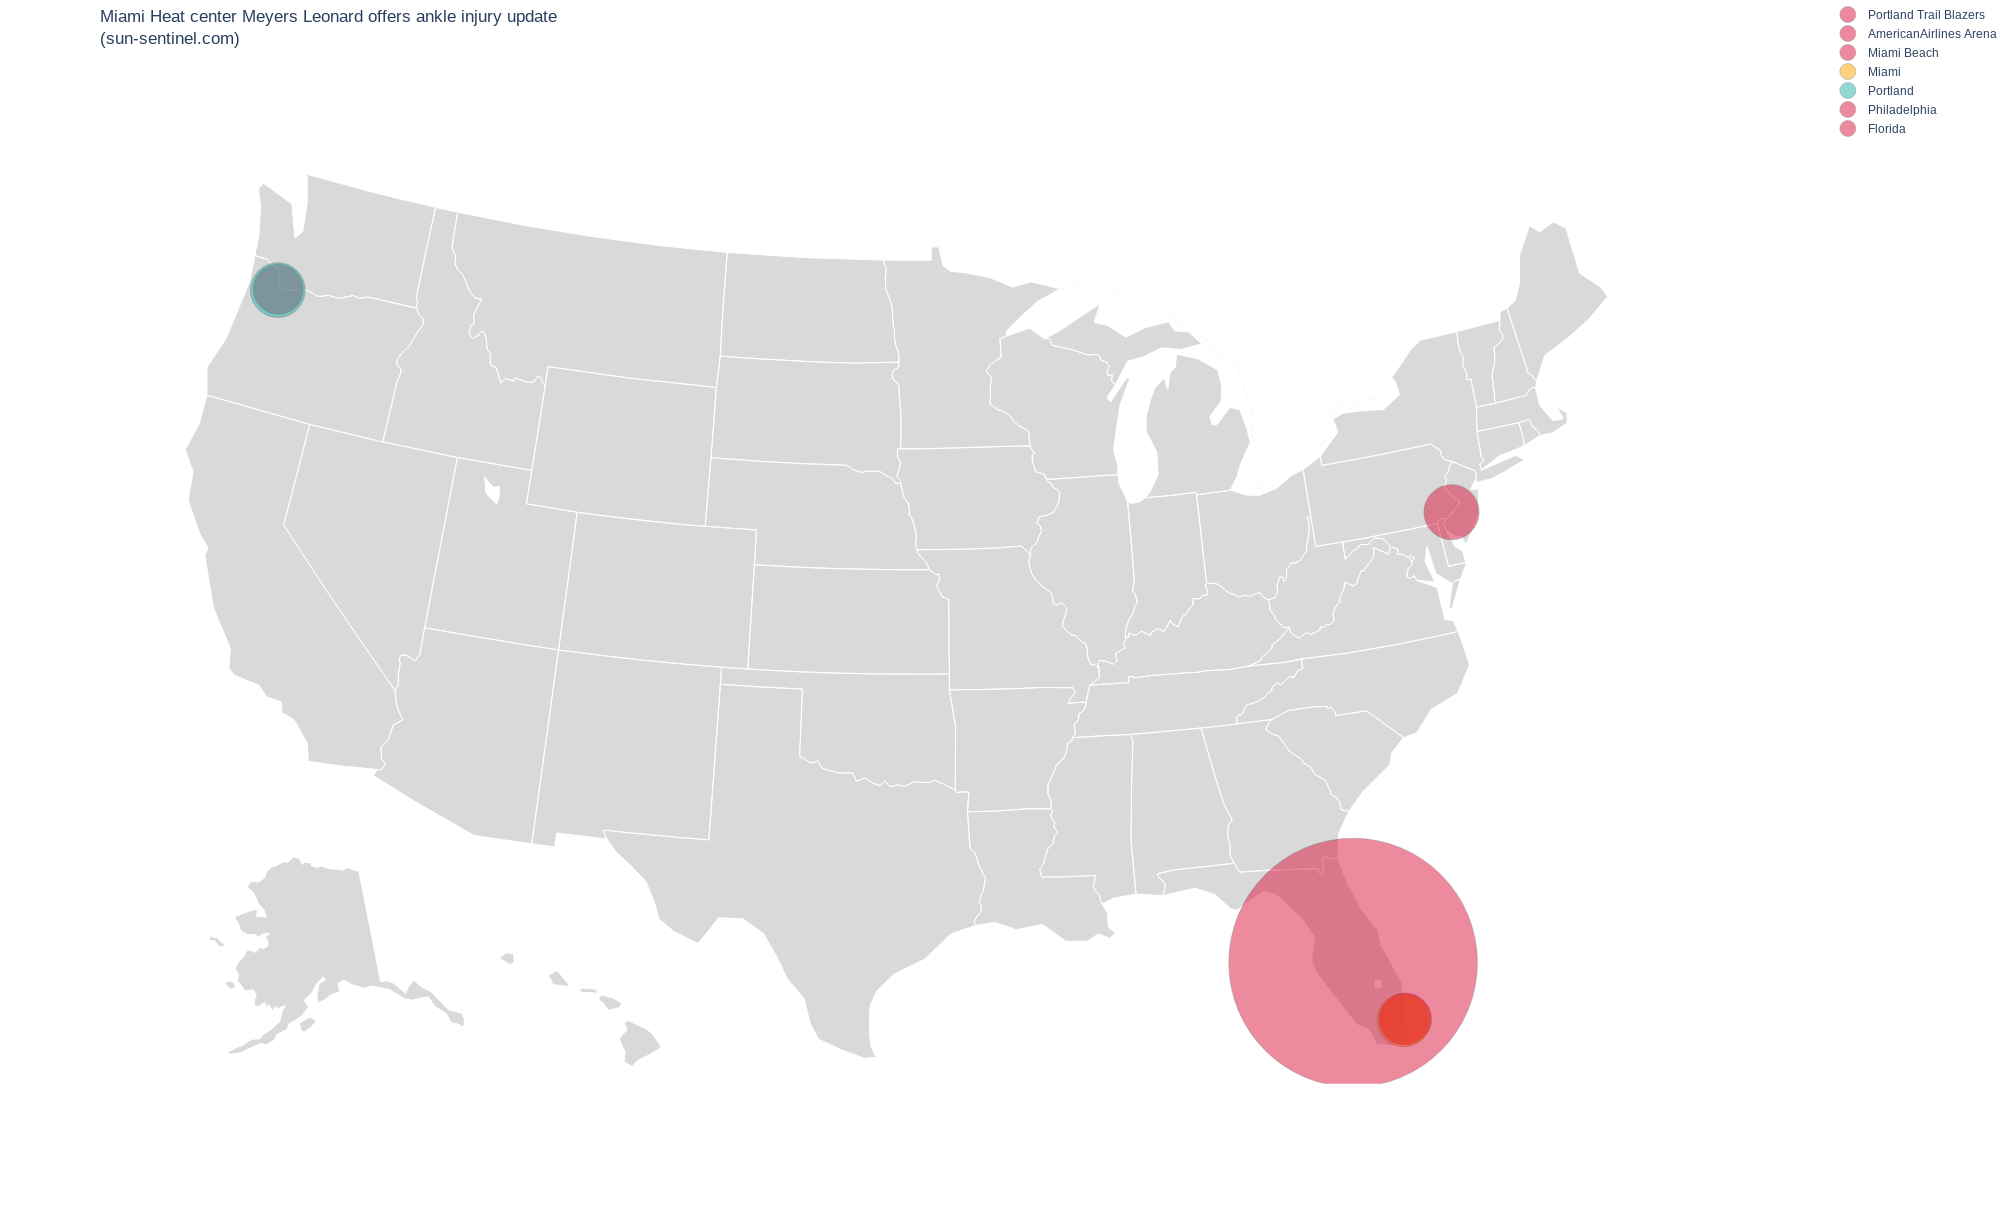 Miami Heat center Meyers Leonard offers ankle injury update
(sun-sentinel.com)
Portland Trail Blazers
AmericanAirlines Arena
Miami Beach
Miami
Portland
Philadelphia
Florida